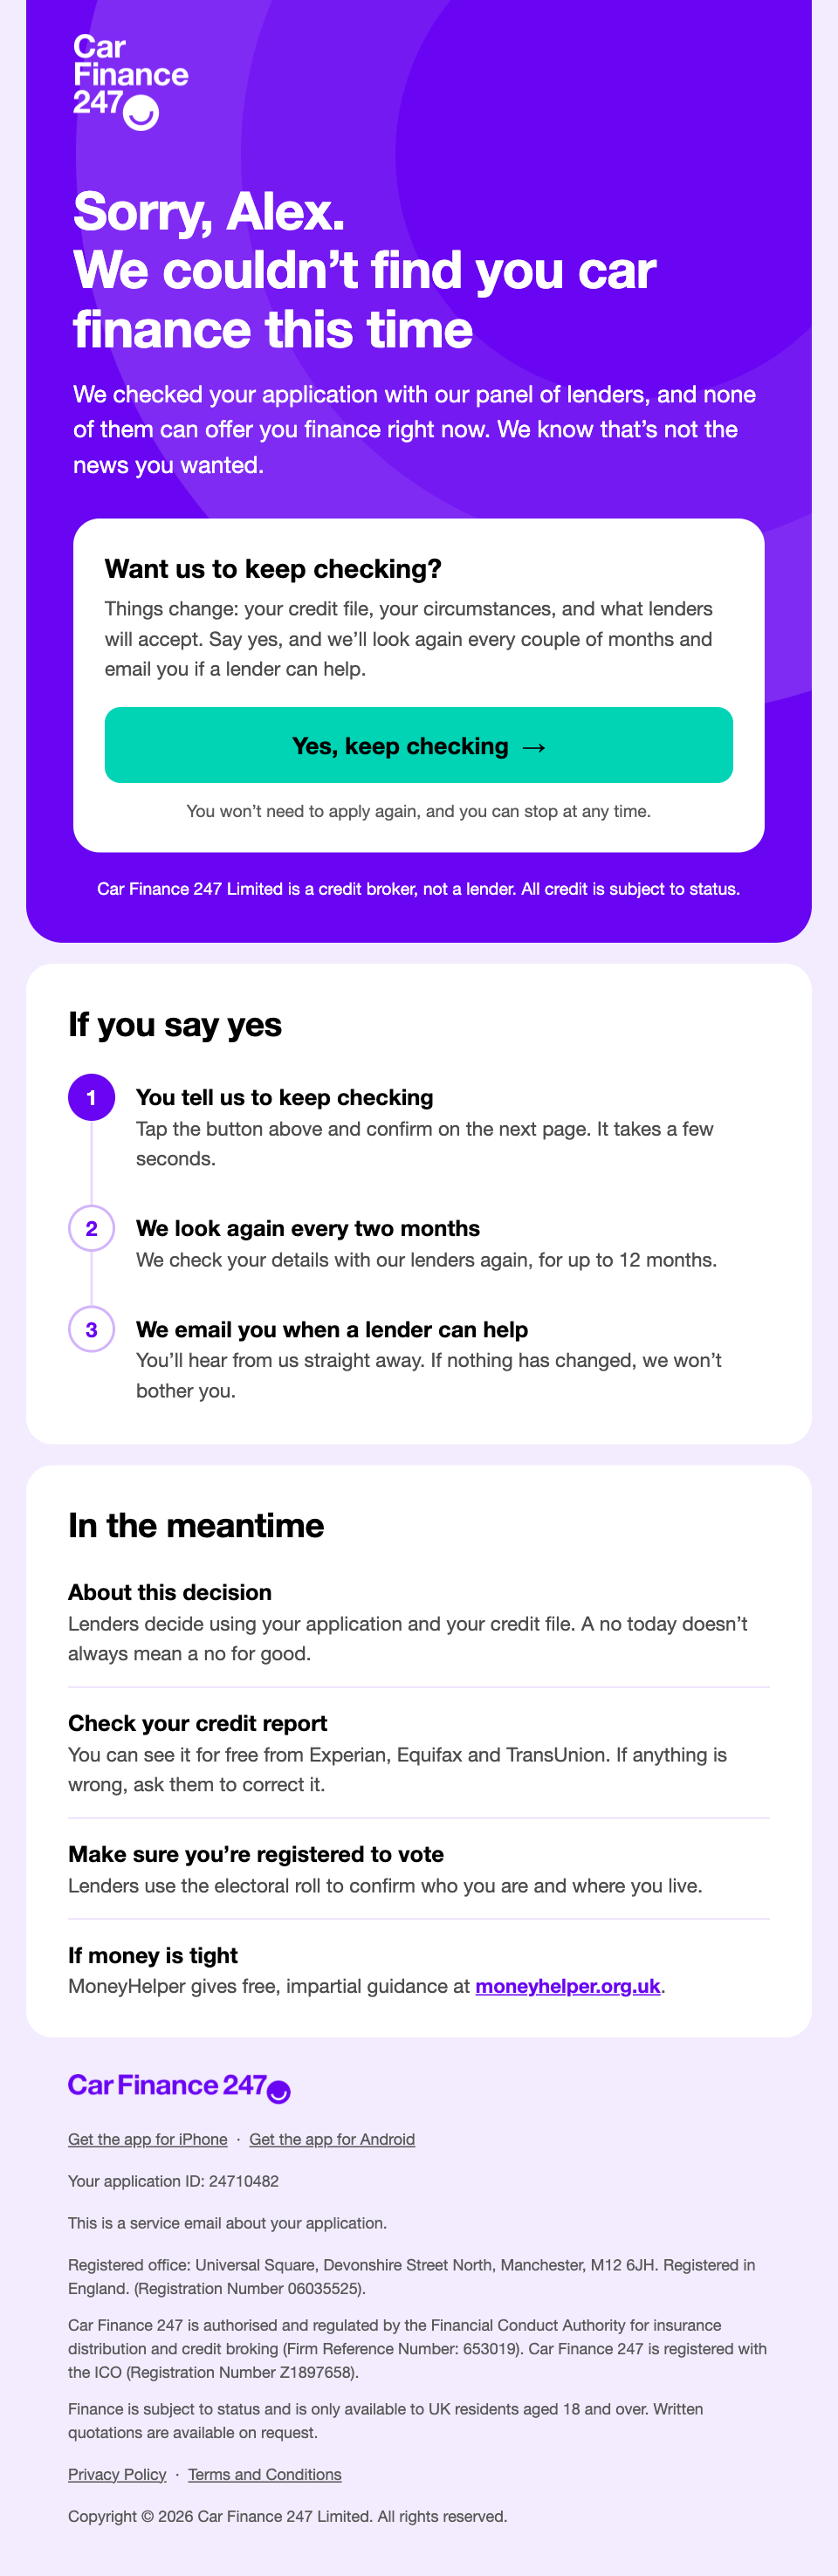 Car
Finance
247
Sorry, Alex.
We couldn’t find you car
finance this time
We checked your application with our panel of lenders, and none
of them can offer you finance right now. We know that’s not the
news you wanted.
Want us to keep checking?
Things change: your credit file, your circumstances, and what lenders
will accept. Say yes, and we’ll look again every couple of months and
email you if a lender can help.
Yes, keep checking →
You won’t need to apply again, and you can stop at any time.
Car Finance 247 Limited is a credit broker, not a lender. All credit is subject to status.
If you say yes
1
You tell us to keep checking
Tap the button above and confirm on the next page. It takes a few
seconds.
2
We look again every two months
We check your details with our lenders again, for up to 12 months.
3
We email you when a lender can help
You’ll hear from us straight away. If nothing has changed, we won’t
bother you.
In the meantime
About this decision
Lenders decide using your application and your credit file. A no today doesn’t
always mean a no for good.
Check your credit report
You can see it for free from Experian, Equifax and TransUnion. If anything is
wrong, ask them to correct it.
Make sure you’re registered to vote
Lenders use the electoral roll to confirm who you are and where you live.
If money is tight
MoneyHelper gives free, impartial guidance at moneyhelper.org.uk.
Car Finance 247
Get the app for iPhone · Get the app for Android
Your application ID: 24710482
This is a service email about your application.
Registered office: Universal Square, Devonshire Street North, Manchester, M12 6JH. Registered in
England. (Registration Number 06035525).
Car Finance 247 is authorised and regulated by the Financial Conduct Authority for insurance
distribution and credit broking (Firm Reference Number: 653019). Car Finance 247 is registered with
the ICO (Registration Number Z1897658).
Finance is subject to status and is only available to UK residents aged 18 and over. Written
quotations are available on request.
Privacy Policy · Terms and Conditions
Copyright © 2026 Car Finance 247 Limited. All rights reserved.